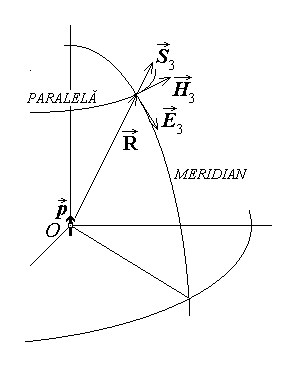 S₃
PARALELĂ
H₃
E₃
R
MERIDIAN
p
O